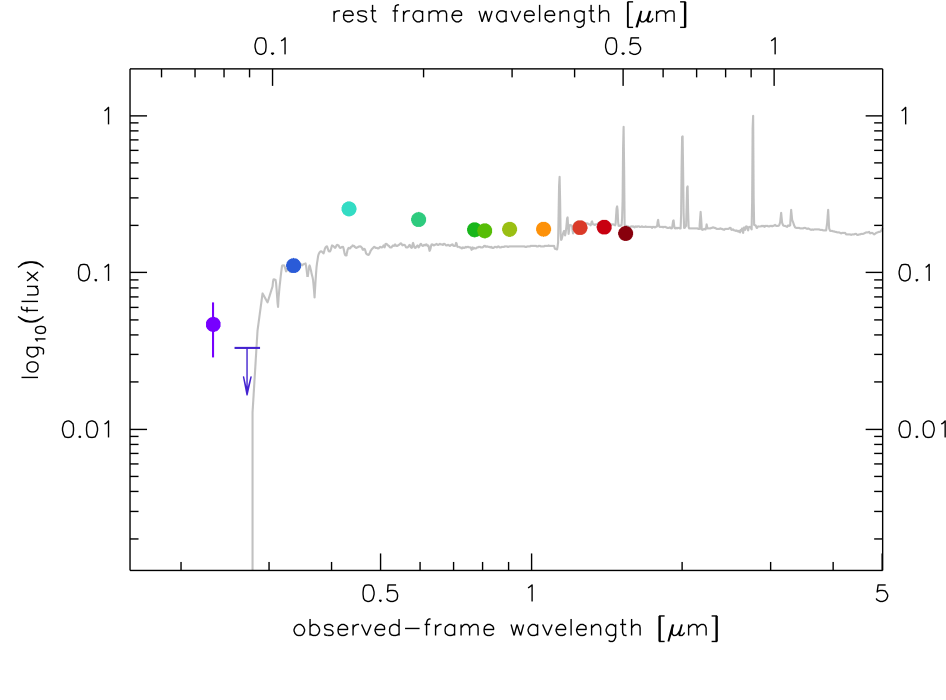 rest frame wavelength [μm]
0.1 0.5 1
1 1
0.1 0.1
0.01 0.01
log10(flux)
0.5 1 5
observed−frame wavelength [μm]